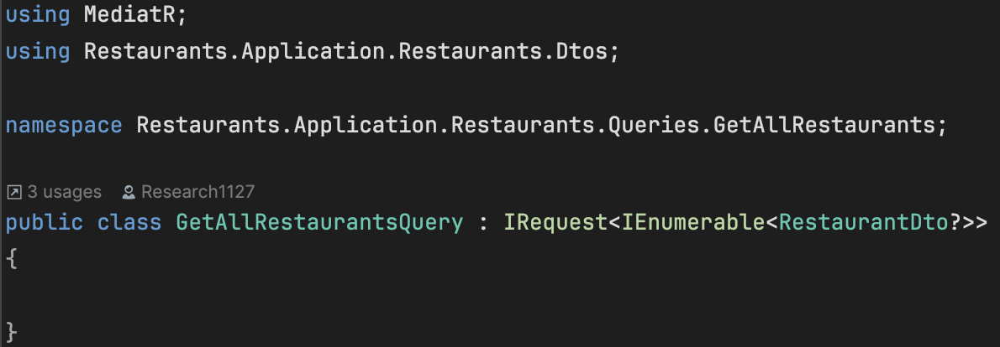 using MediatR;
using Restaurants.Application.Restaurants.Dtos;
namespace Restaurants.Application.Restaurants.Queries.GetAllRestaurants;
3 usages Research1127
public class GetAllRestaurantsQuery : IRequest<IEnumerable<RestaurantDto?>>
{
}